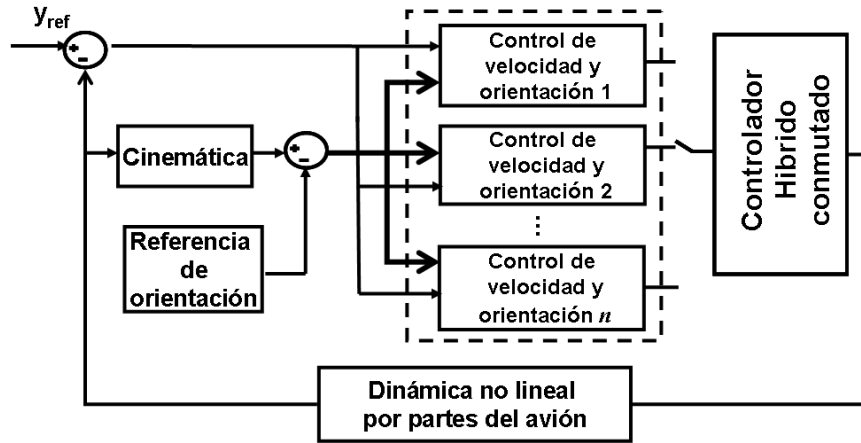 y_ref
+
-
Control de
velocidad y
orientación 1
Cinemática
+
-
Control de
velocidad y
orientación 2
⋮
Referencia
de
orientación
Control de
velocidad y
orientación n
Controlador
Hibrido
conmutado
Dinámica no lineal
por partes del avión